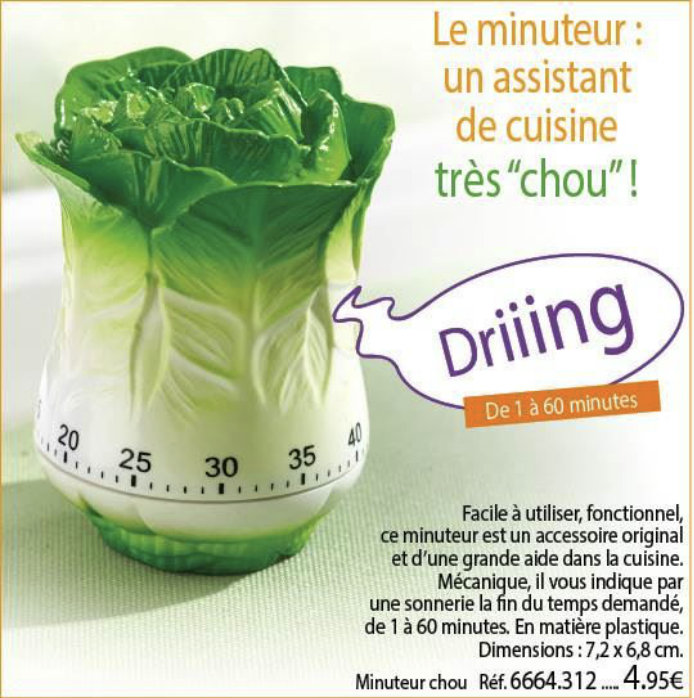 Le minuteur :
un assistant
de cuisine
très “chou” !
Driiing
De 1 à 60 minutes
20 25 30 35 40
Facile à utiliser, fonctionnel,
ce minuteur est un accessoire original
et d’une grande aide dans la cuisine.
Mécanique, il vous indique par
une sonnerie la fin du temps demandé,
de 1 à 60 minutes. En matière plastique.
Dimensions : 7,2 x 6,8 cm.
Minuteur chou Réf. 6664.312 ..... 4.95€